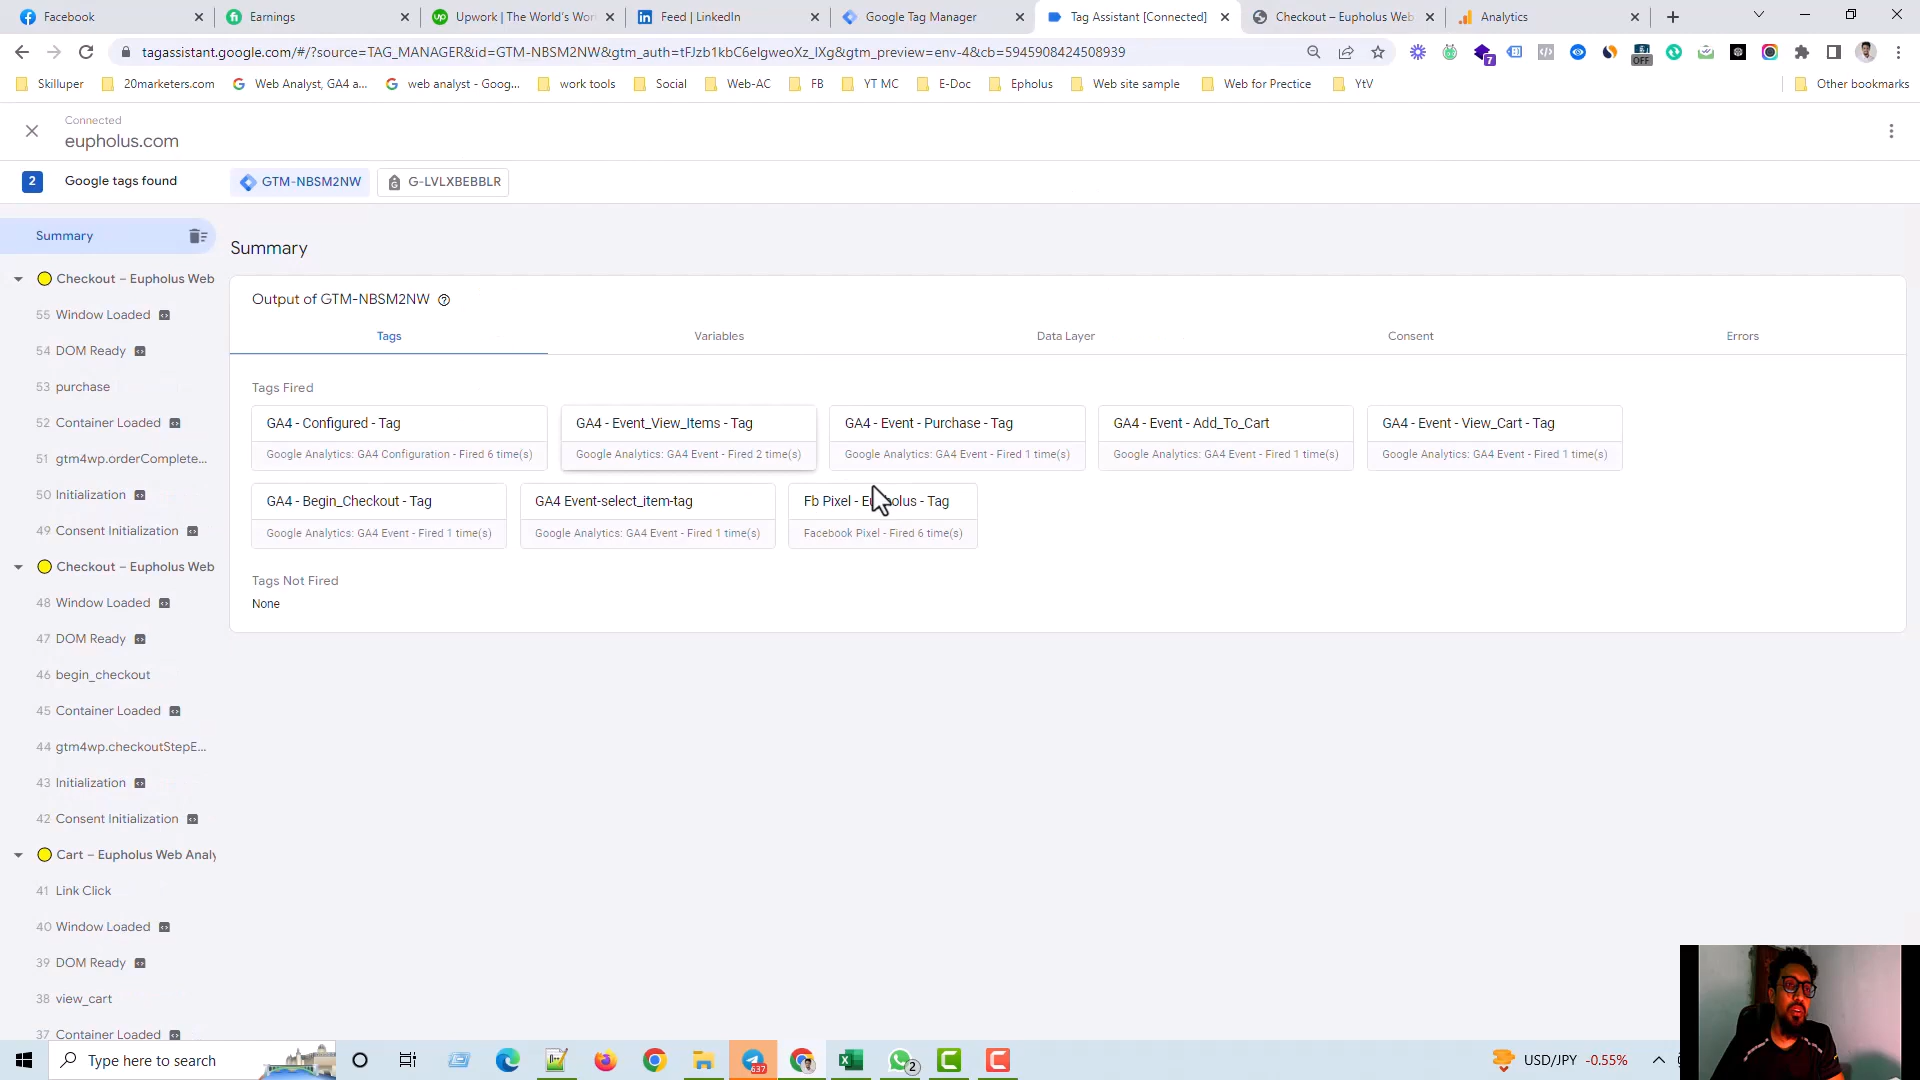 Facebook
Earnings
Upwork | The World's Wor
Feed | LinkedIn
Google Tag Manager
Tag Assistant [Connected]
Checkout – Eupholus Web
Analytics
tagassistant.google.com/#/?source=TAG_MANAGER&id=GTM-NBSM2NW&gtm_auth=tFJzb1kbC6elgweoXz_IXg&gtm_preview=env-4&cb=5945908424508939
7
OFF
Skilluper
20marketers.com
Web Analyst, GA4 a...
web analyst - Goog...
work tools
Social
Web-AC
FB
YT MC
E-Doc
Epholus
Web site sample
Web for Prectice
YtV
Other bookmarks
Connected
eupholus.com
2
Google tags found
GTM-NBSM2NW
G-LVLXBEBBLR
Summary
Checkout – Eupholus Web
55 Window Loaded
54 DOM Ready
53 purchase
52 Container Loaded
51 gtm4wp.orderComplete...
50 Initialization
49 Consent Initialization
Checkout – Eupholus Web
48 Window Loaded
47 DOM Ready
46 begin_checkout
45 Container Loaded
44 gtm4wp.checkoutStepE...
43 Initialization
42 Consent Initialization
Cart – Eupholus Web Analy
41 Link Click
40 Window Loaded
39 DOM Ready
38 view_cart
37 Container Loaded
Summary
Output of GTM-NBSM2NW
Tags
Variables
Data Layer
Consent
Errors
Tags Fired
GA4 - Configured - Tag
Google Analytics: GA4 Configuration - Fired 6 time(s)
GA4 - Event_View_Items - Tag
Google Analytics: GA4 Event - Fired 2 time(s)
GA4 - Event - Purchase - Tag
Google Analytics: GA4 Event - Fired 1 time(s)
GA4 - Event - Add_To_Cart
Google Analytics: GA4 Event - Fired 1 time(s)
GA4 - Event - View_Cart - Tag
Google Analytics: GA4 Event - Fired 1 time(s)
GA4 - Begin_Checkout - Tag
Google Analytics: GA4 Event - Fired 1 time(s)
GA4 Event-select_item-tag
Google Analytics: GA4 Event - Fired 1 time(s)
Fb Pixel - Eupholus - Tag
Facebook Pixel - Fired 6 time(s)
Tags Not Fired
None
Type here to search
637
2
USD/JPY -0.55%